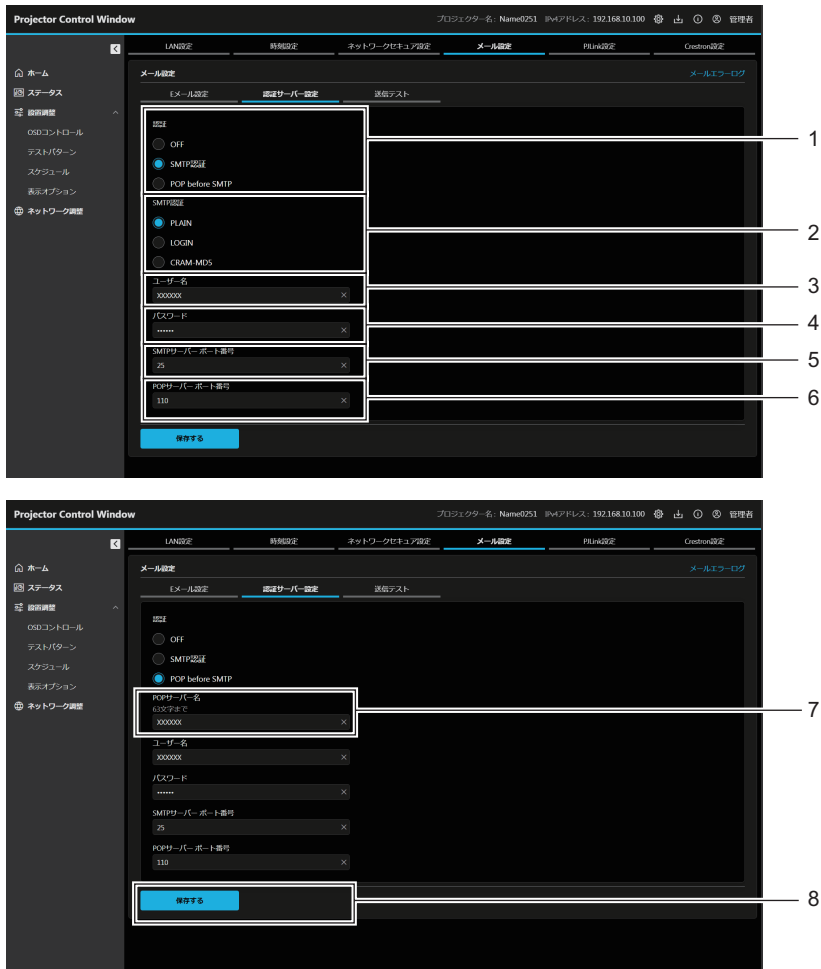 Projector Control Window プロジェクター名: Name0251 IPv4アドレス: 192.168.10.100 管理者
LAN設定 時刻設定 ネットワークセキュア設定 メール設定 PJLink設定 Crestron設定
ホーム
ステータス
設置調整
OSDコントロール
テストパターン
スケジュール
表示オプション
ネットワーク調整
メール設定 メールエラーログ
Eメール設定 認証サーバー設定 送信テスト
認証
OFF
SMTP認証
POP before SMTP
1
SMTP認証
PLAIN
LOGIN
CRAM-MD5
2
ユーザー名
XXXXXX
3
パスワード
••••••
4
SMTPサーバー ポート番号
25
5
POPサーバー ポート番号
110
6
保存する
Projector Control Window プロジェクター名: Name0251 IPv4アドレス: 192.168.10.100 管理者
LAN設定 時刻設定 ネットワークセキュア設定 メール設定 PJLink設定 Crestron設定
ホーム
ステータス
設置調整
OSDコントロール
テストパターン
スケジュール
表示オプション
ネットワーク調整
メール設定 メールエラーログ
Eメール設定 認証サーバー設定 送信テスト
認証
OFF
SMTP認証
POP before SMTP
POPサーバー名
63文字まで
XXXXXX
7
ユーザー名
XXXXXX
パスワード
••••••
SMTPサーバー ポート番号
25
POPサーバー ポート番号
110
保存する
8